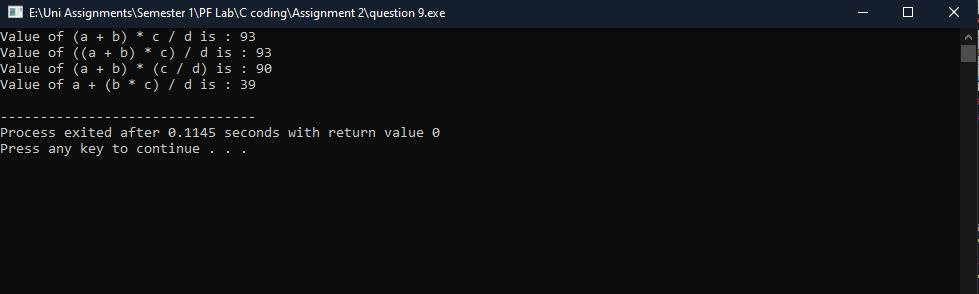 E:\Uni Assignments\Semester 1\PF Lab\C coding\Assignment 2\question 9.exe
Value of (a + b) * c / d is : 93
Value of ((a + b) * c) / d is : 93
Value of (a + b) * (c / d) is : 90
Value of a + (b * c) / d is : 39
--------------------------------
Process exited after 0.1145 seconds with return value 0
Press any key to continue . . .